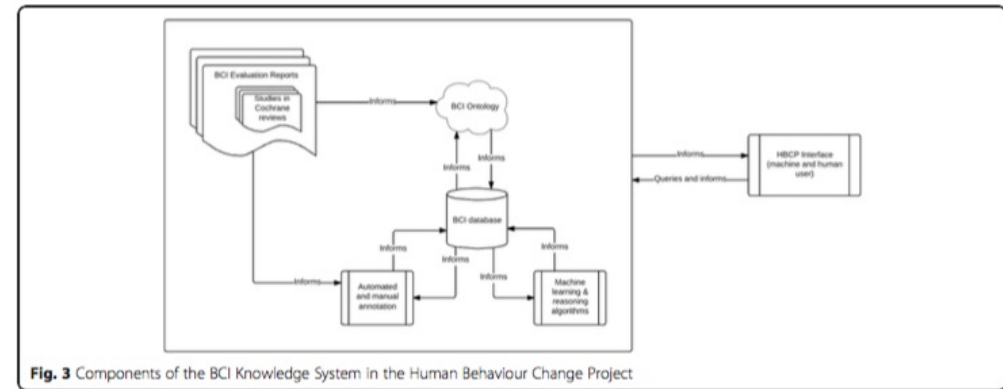 BCI Evaluation Reports
Studies in
Cochrane
reviews
Informs
BCI Ontology
Informs
Informs
Informs
Queries and informs
HBCP Interface
(machine and human
user)
BCI database
Informs
Informs
Informs
Informs
Informs
Automated
and manual
annotation
Machine
learning &
reasoning
algorithms
Fig. 3 Components of the BCI Knowledge System in the Human Behaviour Change Project